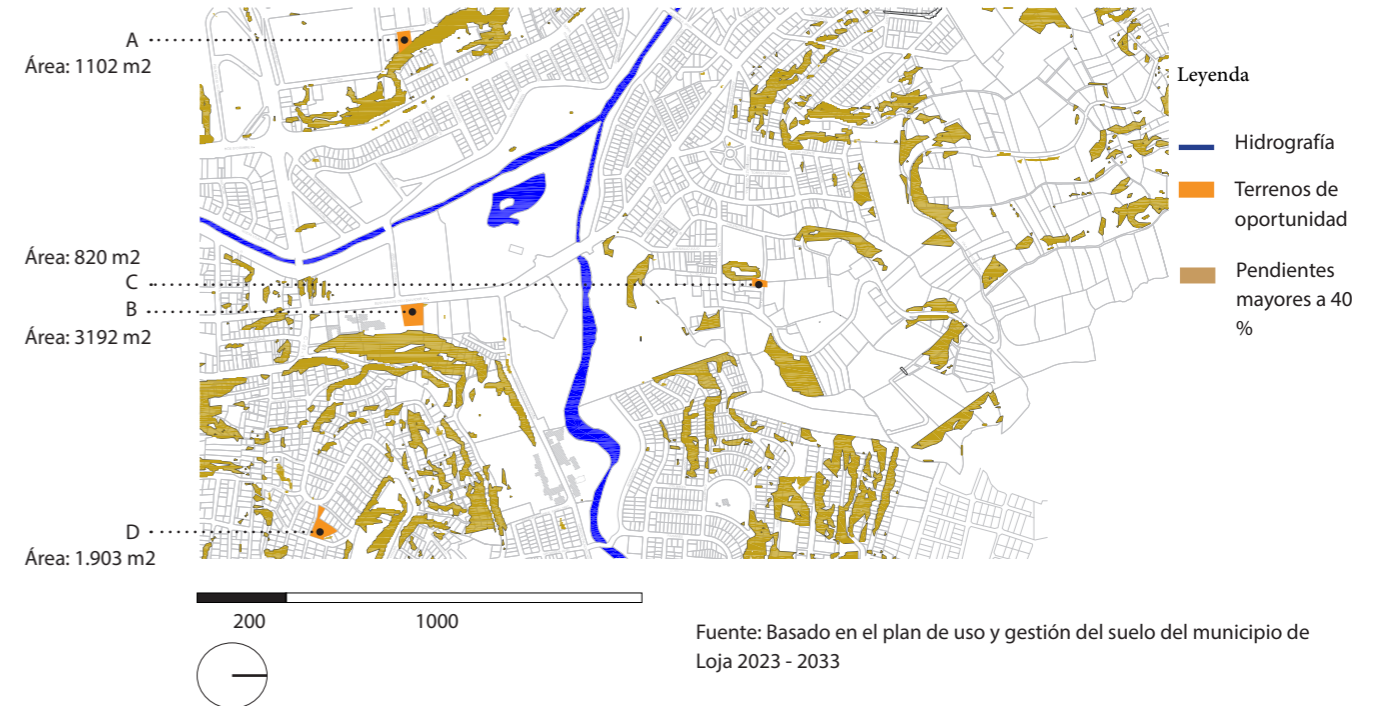 A
Área: 1102 m2
Área: 820 m2
C
B
Área: 3192 m2
D
Área: 1.903 m2
Leyenda
Hidrografía
Terrenos de
oportunidad
Pendientes
mayores a 40
%
200
1000
Fuente: Basado en el plan de uso y gestión del suelo del municipio de
Loja 2023 - 2033